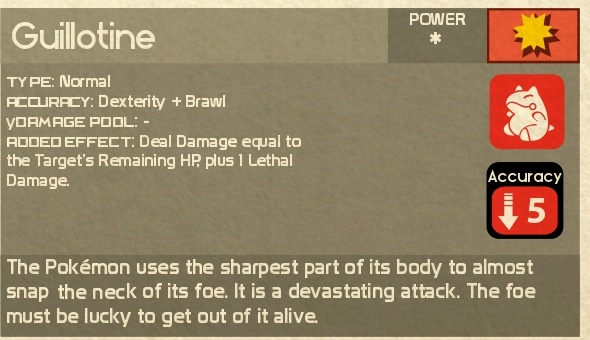 Guillotine
POWER
*
TYPE: Normal
ACCURACY: Dexterity + Brawl
yDAMAGE POOL: -
ADDED EFFECT: Deal Damage equal to
the Target's Remaining HP, plus 1 Lethal
Damage.
Accuracy
5
The Pokémon uses the sharpest part of its body to almost
snap the neck of its foe. It is a devastating attack. The foe
must be lucky to get out of it alive.